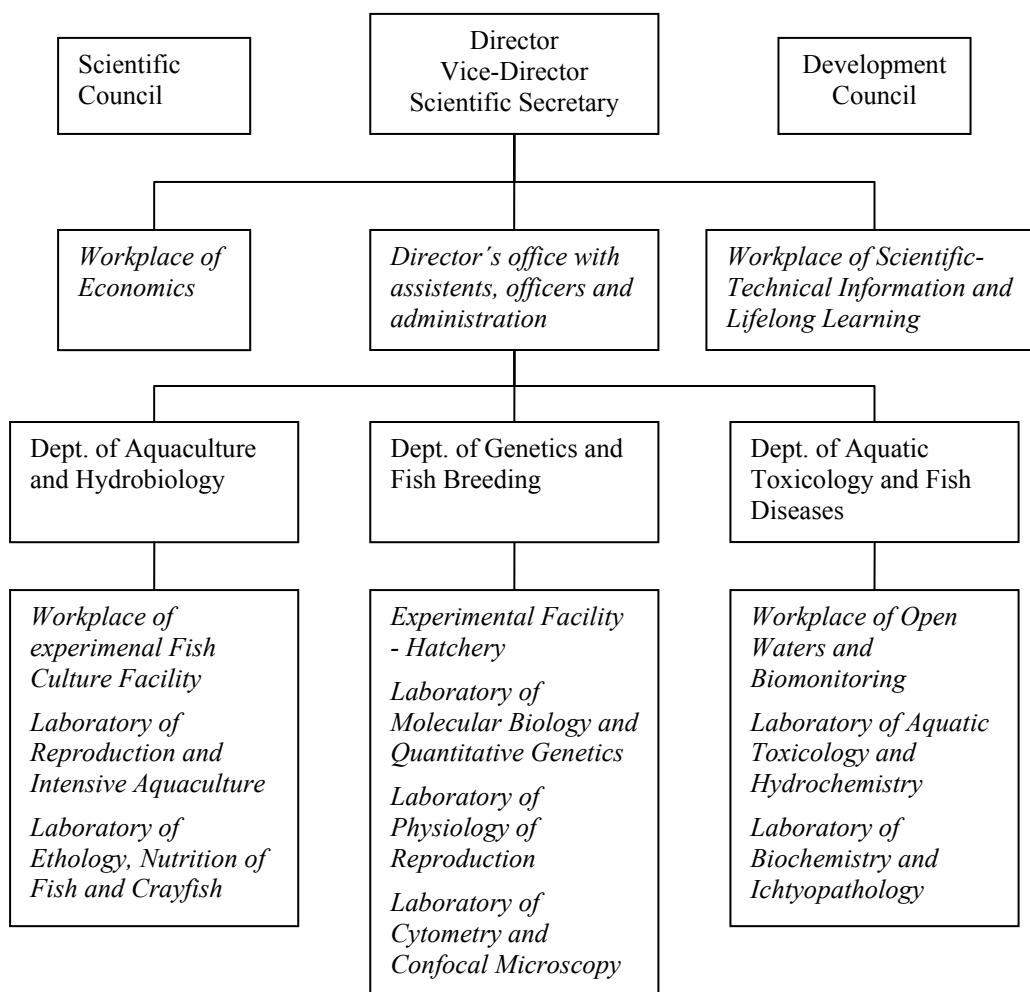 Scientific
Council
Director
Vice-Director
Scientific Secretary
Development
Council
Workplace of
Economics
Director´s office with
assistents, officers and
administration
Workplace of Scientific-
Technical Information and
Lifelong Learning
Dept. of Aquaculture
and Hydrobiology
Dept. of Genetics and
Fish Breeding
Dept. of Aquatic
Toxicology and Fish
Diseases
Workplace of
experimenal Fish
Culture Facility
Laboratory of
Reproduction and
Intensive Aquaculture
Laboratory of
Ethology, Nutrition of
Fish and Crayfish
Experimental Facility
- Hatchery
Laboratory of
Molecular Biology and
Quantitative Genetics
Laboratory of
Physiology of
Reproduction
Laboratory of
Cytometry and
Confocal Microscopy
Workplace of Open
Waters and
Biomonitoring
Laboratory of Aquatic
Toxicology and
Hydrochemistry
Laboratory of
Biochemistry and
Ichtyopathology